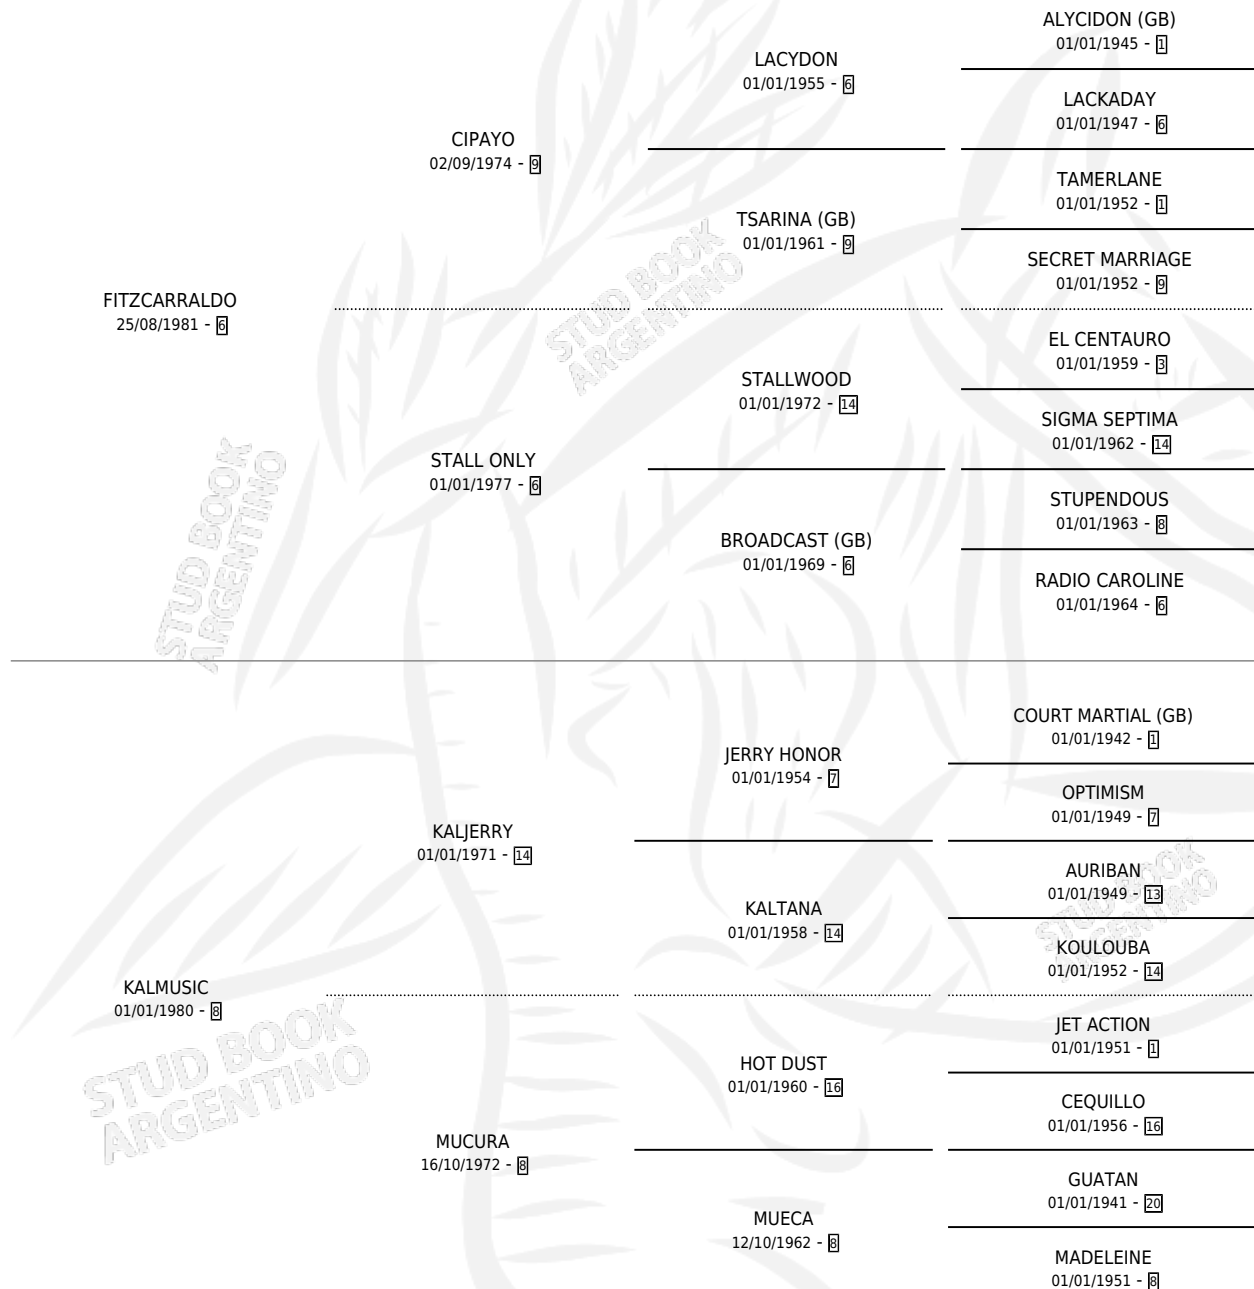 ALYCIDON (GB)
01/01/1945 - 1
LACYDON
01/01/1955 - 6
LACKADAY
01/01/1947 - 6
CIPAYO
02/09/1974 - 9
TAMERLANE
01/01/1952 - 1
TSARINA (GB)
01/01/1961 - 9
SECRET MARRIAGE
01/01/1952 - 9
FITZCARRALDO
25/08/1981 - 6
EL CENTAURO
01/01/1959 - 3
STALLWOOD
01/01/1972 - 14
SIGMA SEPTIMA
01/01/1962 - 14
STALL ONLY
01/01/1977 - 6
STUPENDOUS
01/01/1963 - 8
BROADCAST (GB)
01/01/1969 - 6
RADIO CAROLINE
01/01/1964 - 6
COURT MARTIAL (GB)
01/01/1942 - 1
JERRY HONOR
01/01/1954 - 7
OPTIMISM
01/01/1949 - 7
KALJERRY
01/01/1971 - 14
AURIBAN
01/01/1949 - 13
KALTANA
01/01/1958 - 14
KOULOUBA
01/01/1952 - 14
KALMUSIC
01/01/1980 - 8
JET ACTION
01/01/1951 - 1
HOT DUST
01/01/1960 - 16
CEQUILLO
01/01/1956 - 16
MUCURA
16/10/1972 - 8
GUATAN
01/01/1941 - 20
MUECA
12/10/1962 - 8
MADELEINE
01/01/1951 - 8
STUD BOOK
ARGENTINO
STUD BOOK
ARGENTINO
STUD BOOK
ARGENTINO
STUD BOOK
ARGENTINO